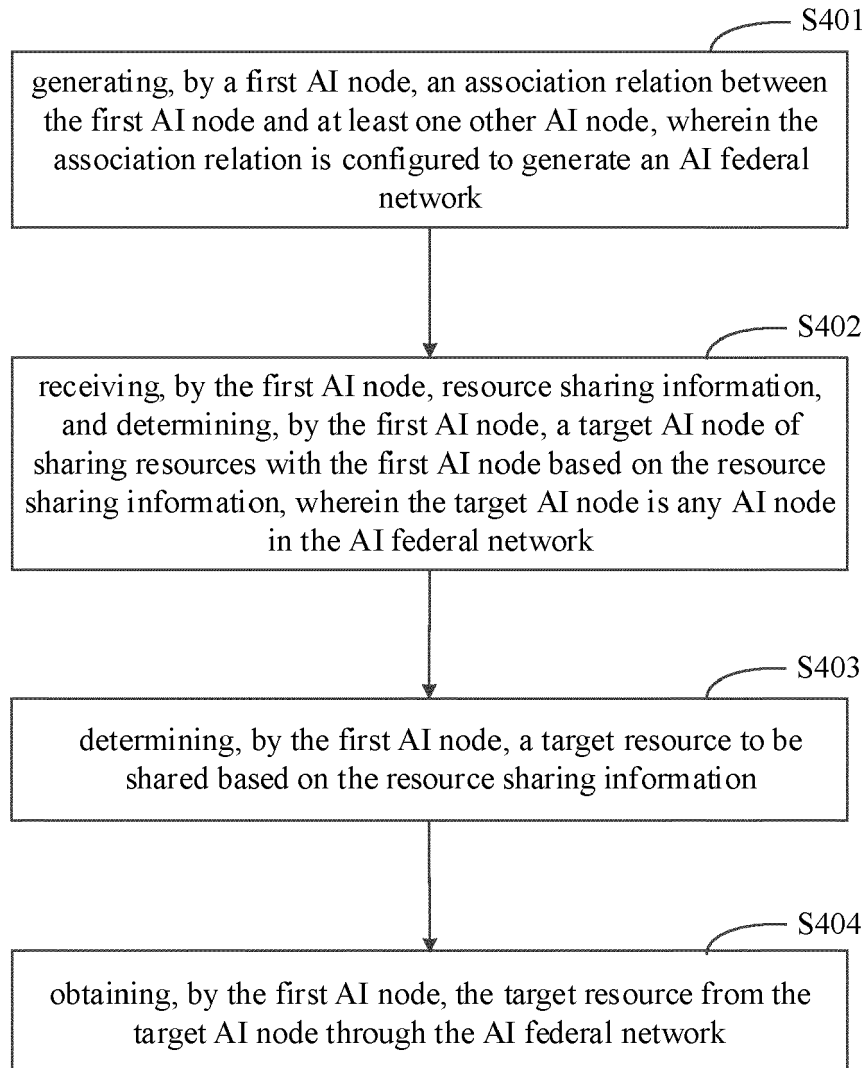 S401
generating, by a first AI node, an association relation between
the first AI node and at least one other AI node, wherein the
association relation is configured to generate an AI federal
network
S402
receiving, by the first AI node, resource sharing information,
and determining, by the first AI node, a target AI node of
sharing resources with the first AI node based on the resource
sharing information, wherein the target AI node is any AI node
in the AI federal network
S403
determining, by the first AI node, a target resource to be
shared based on the resource sharing information
S404
obtaining, by the first AI node, the target resource from the
target AI node through the AI federal network